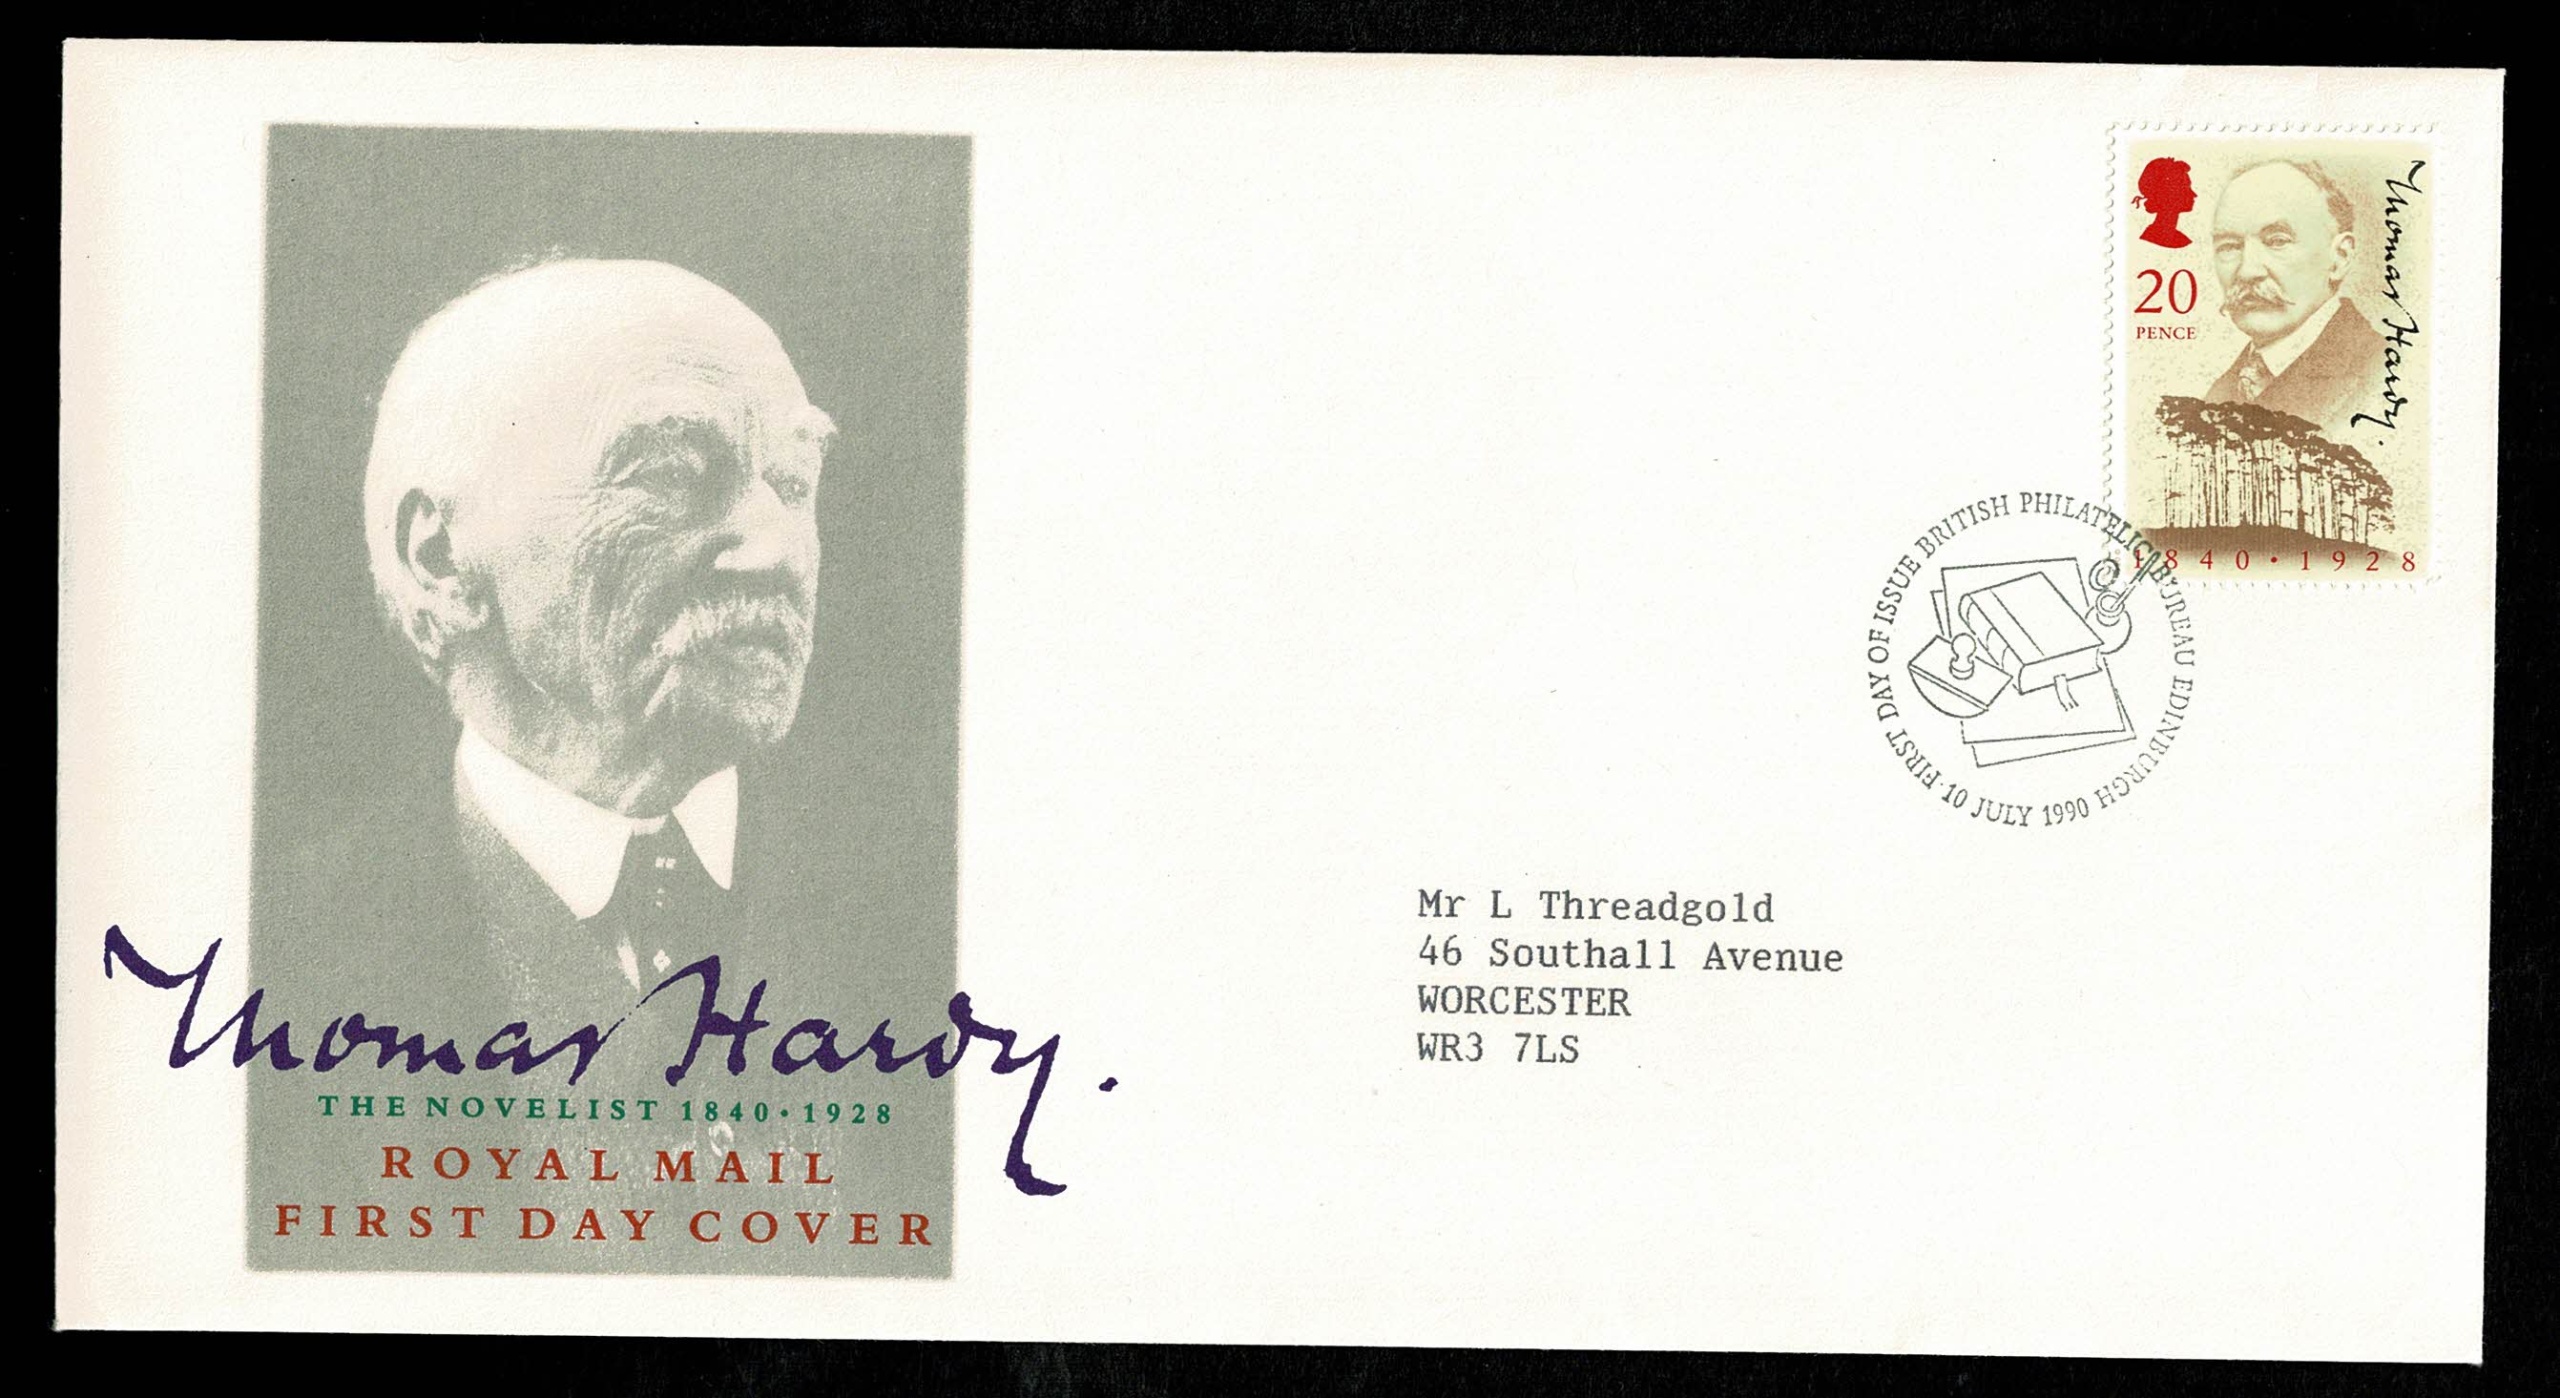 Thomas Hardy.
THE NOVELIST 1840·1928
ROYAL MAIL
FIRST DAY COVER
20
PENCE
Thomas Hardy.
1840·1928
FIRST DAY OF ISSUE BRITISH PHILATELIC BUREAU EDINBURGH
·10 JULY 1990
Mr L Threadgold
46 Southall Avenue
WORCESTER
WR3 7LS